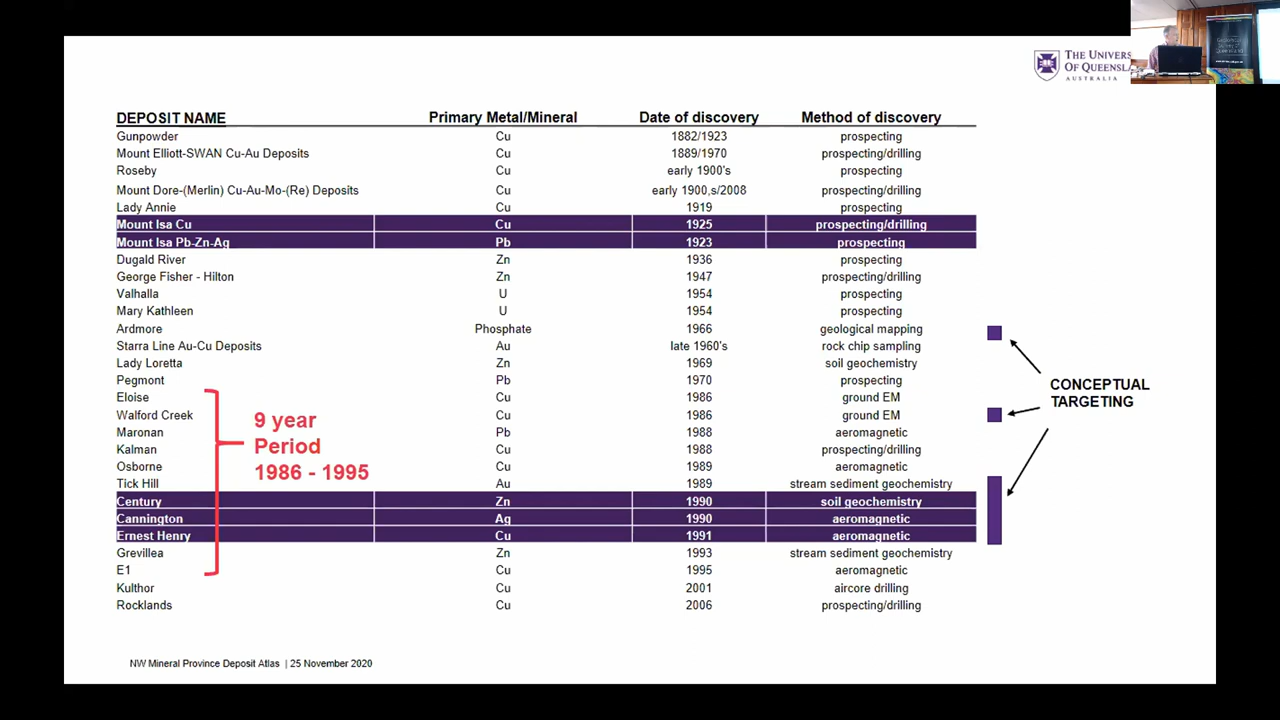 THE UNIVERS
OF QUEENSLA
AUSTRALIA
DEPOSIT NAME Primary Metal/Mineral Date of discovery Method of discovery
Gunpowder Cu 1882/1923 prospecting
Mount Elliott-SWAN Cu-Au Deposits Cu 1889/1970 prospecting/drilling
Roseby Cu early 1900's prospecting
Mount Dore-(Merlin) Cu-Au-Mo-(Re) Deposits Cu early 1900,s/2008 prospecting/drilling
Lady Annie Cu 1919 prospecting
Mount Isa Cu Cu 1925 prospecting/drilling
Mount Isa Pb-Zn-Ag Pb 1923 prospecting
Dugald River Zn 1936 prospecting
George Fisher - Hilton Zn 1947 prospecting/drilling
Valhalla U 1954 prospecting
Mary Kathleen U 1954 prospecting
Ardmore Phosphate 1966 geological mapping
Starra Line Au-Cu Deposits Au late 1960's rock chip sampling
Lady Loretta Zn 1969 soil geochemistry
Pegmont Pb 1970 prospecting
Eloise Cu 1986 ground EM
Walford Creek Cu 1986 ground EM
Maronan Pb 1988 aeromagnetic
Kalman Cu 1988 prospecting/drilling
Osborne Cu 1989 aeromagnetic
Tick Hill Au 1989 stream sediment geochemistry
Century Zn 1990 soil geochemistry
Cannington Ag 1990 aeromagnetic
Ernest Henry Cu 1991 aeromagnetic
Grevillea Zn 1993 stream sediment geochemistry
E1 Cu 1995 aeromagnetic
Kulthor Cu 2001 aircore drilling
Rocklands Cu 2006 prospecting/drilling
9 year
Period
1986 - 1995
CONCEPTUAL
TARGETING
NW Mineral Province Deposit Atlas | 25 November 2020